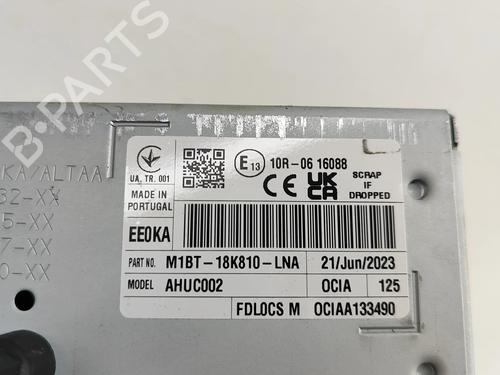 B-PARTS
KA/ALTAA
32-XX
5-XX
7-XX
0-XX
UA. TR. 001
E13 10R-06 16088
CE UK CA
SCRAP IF DROPPED
MADE IN PORTUGAL
EE0KA
PART NO. M1BT-18K810-LNA 21/Jun/2023
MODEL AHUC002 OCIA 125
FDLOCS M OCIAA133490